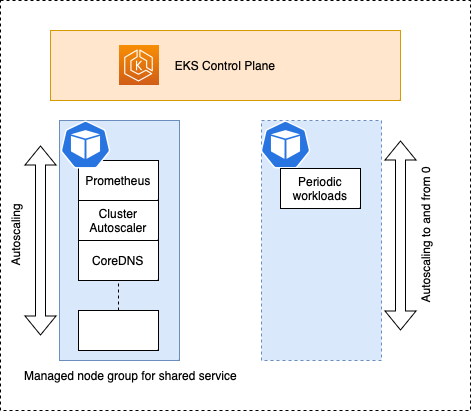 EKS Control Plane
K
Autoscaling
Prometheus
Cluster
Autoscaler
CoreDNS
Periodic
workloads
Autoscaling to and from 0
Managed node group for shared service